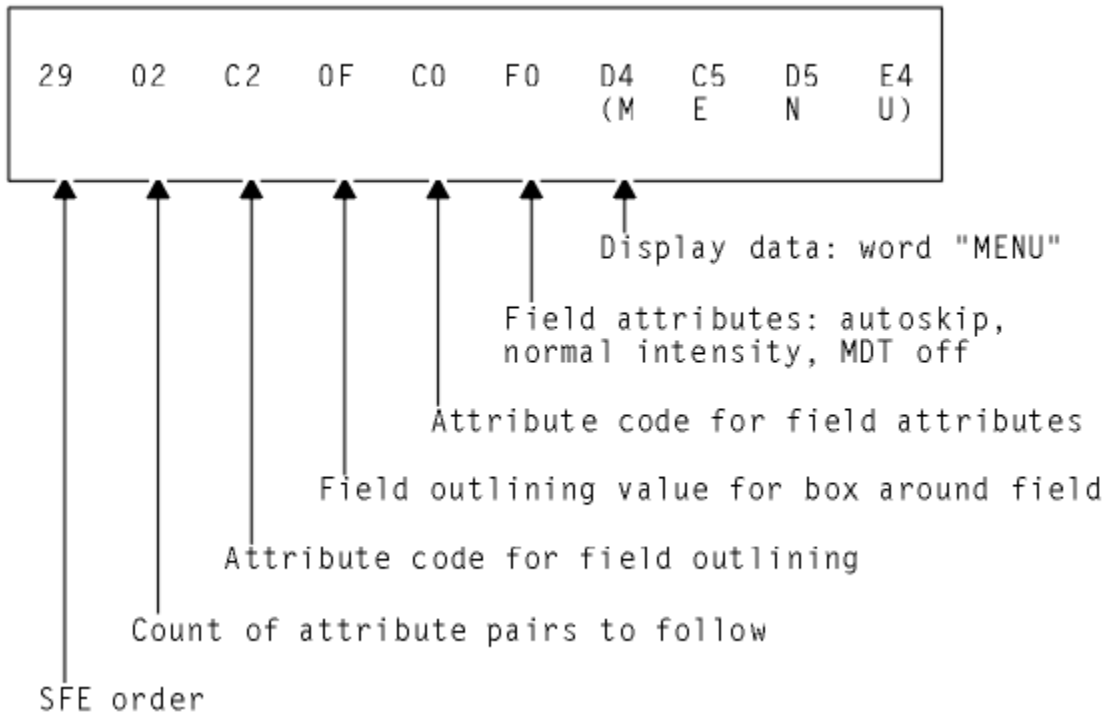 29 02 C2 0F C0 F0 D4 C5 D5 E4
(M E N U)
Display data: word "MENU"
Field attributes: autoskip,
normal intensity, MDT off
Attribute code for field attributes
Field outlining value for box around field
Attribute code for field outlining
Count of attribute pairs to follow
SFE order